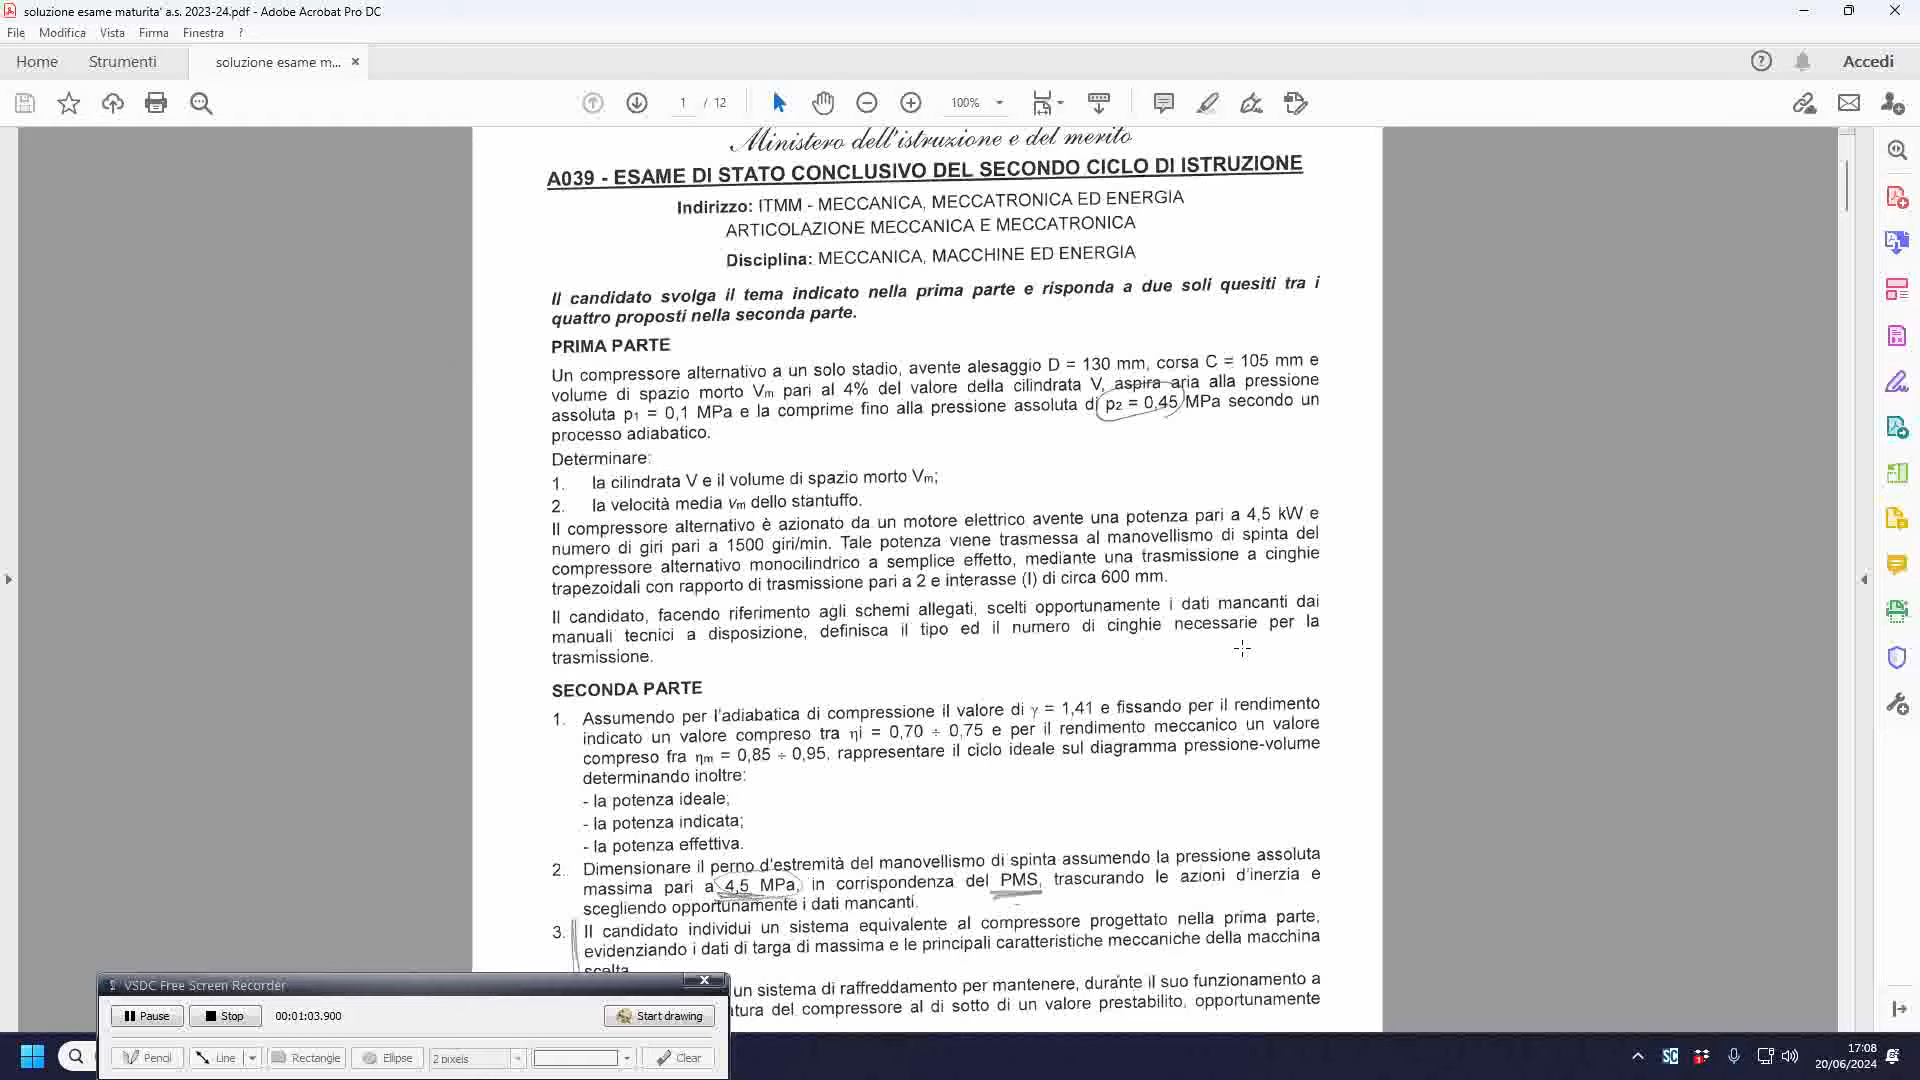 soluzione esame maturita' a.s. 2023-24.pdf - Adobe Acrobat Pro DC
File Modifica Vista Firma Finestra ?
Home Strumenti soluzione esame m... × Accedi
1 / 12 100%
Ministero dell'istruzione e del merito
A039 - ESAME DI STATO CONCLUSIVO DEL SECONDO CICLO DI ISTRUZIONE
Indirizzo: ITMM - MECCANICA, MECCATRONICA ED ENERGIA
ARTICOLAZIONE MECCANICA E MECCATRONICA
Disciplina: MECCANICA, MACCHINE ED ENERGIA
Il candidato svolga il tema indicato nella prima parte e risponda a due soli quesiti tra i
quattro proposti nella seconda parte.
PRIMA PARTE
Un compressore alternativo a un solo stadio, avente alesaggio D = 130 mm, corsa C = 105 mm e
volume di spazio morto Vm pari al 4% del valore della cilindrata V, aspira aria alla pressione
assoluta p1 = 0,1 MPa e la comprime fino alla pressione assoluta di p2 = 0,45 MPa secondo un
processo adiabatico.
Determinare:
1. la cilindrata V e il volume di spazio morto Vm;
2. la velocità media vm dello stantuffo.
Il compressore alternativo è azionato da un motore elettrico avente una potenza pari a 4,5 kW e
numero di giri pari a 1500 giri/min. Tale potenza viene trasmessa al manovellismo di spinta del
compressore alternativo monocilindrico a semplice effetto, mediante una trasmissione a cinghie
trapezoidali con rapporto di trasmissione pari a 2 e interasse (I) di circa 600 mm.
Il candidato, facendo riferimento agli schemi allegati, scelti opportunamente i dati mancanti dai
manuali tecnici a disposizione, definisca il tipo ed il numero di cinghie necessarie per la
trasmissione.
SECONDA PARTE
1. Assumendo per l'adiabatica di compressione il valore di γ = 1,41 e fissando per il rendimento
indicato un valore compreso tra ηi = 0,70 ÷ 0,75 e per il rendimento meccanico un valore
compreso fra ηm = 0,85 ÷ 0,95, rappresentare il ciclo ideale sul diagramma pressione-volume
determinando inoltre:
- la potenza ideale;
- la potenza indicata;
- la potenza effettiva.
2. Dimensionare il perno d'estremità del manovellismo di spinta assumendo la pressione assoluta
massima pari a 4,5 MPa, in corrispondenza del PMS, trascurando le azioni d'inerzia e
scegliendo opportunamente i dati mancanti.
3. Il candidato individui un sistema equivalente al compressore progettato nella prima parte,
evidenziando i dati di targa di massima e le principali caratteristiche meccaniche della macchina
scelta
un sistema di raffreddamento per mantenere, durante il suo funzionamento a
tura del compressore al di sotto di un valore prestabilito, opportunamente
VSDC Free Screen Recorder
Pause Stop 00:01:03.900 Start drawing
Pencil Line Rectangle Ellipse 2 pixels Clear
17:08
20/06/2024